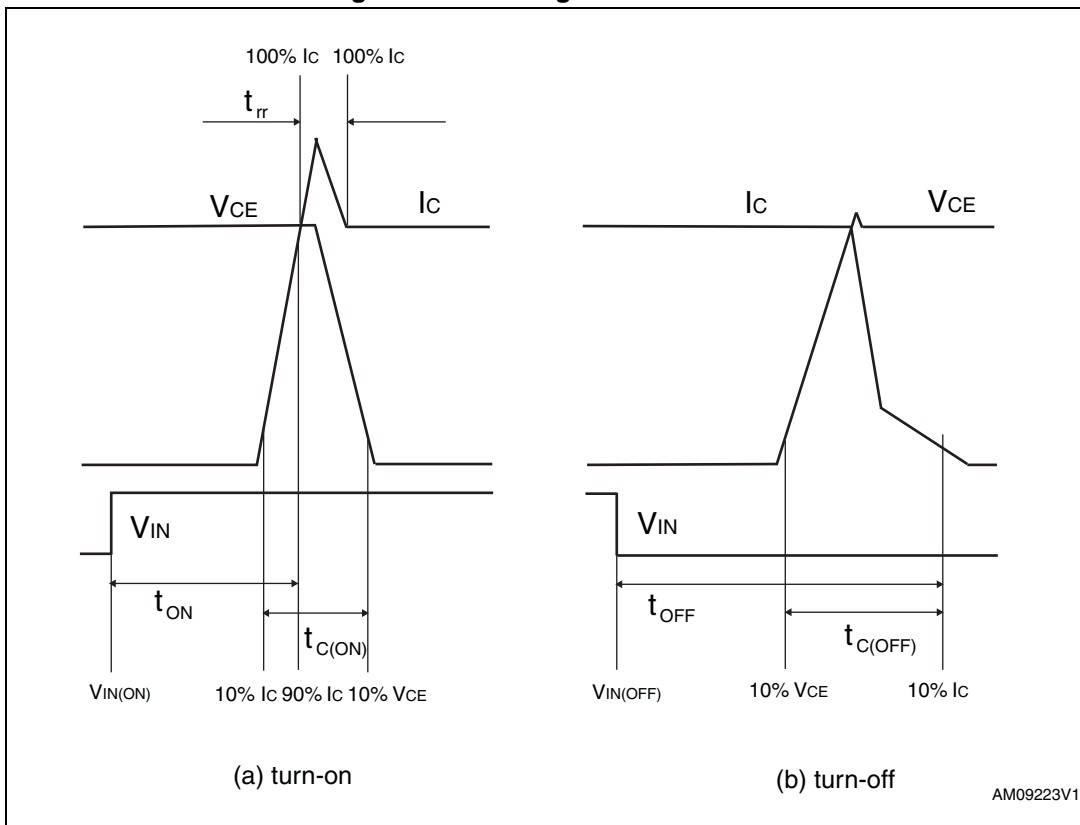 100% IC 100% IC
trr
VCE IC
VIN
tON
tC(ON)
VIN(ON) 10% IC 90% IC 10% VCE
(a) turn-on
IC VCE
VIN
tOFF
tC(OFF)
VIN(OFF) 10% VCE 10% IC
(b) turn-off
AM09223V1